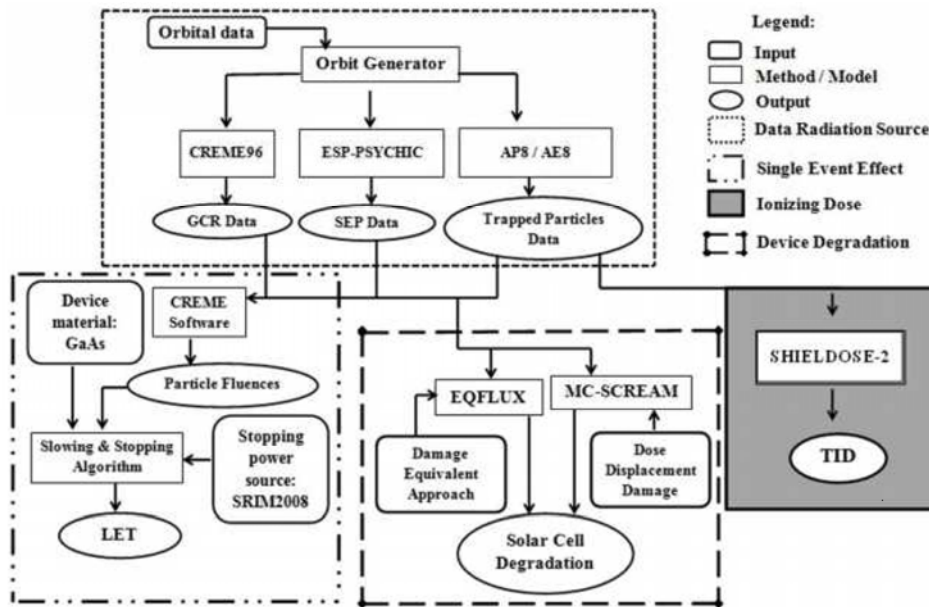 Orbital data
Orbit Generator
CREME96
ESP-PSYCHIC
AP8 / AE8
GCR Data
SEP Data
Trapped Particles
Data
Legend:
Input
Method / Model
Output
Data Radiation Source
Single Event Effect
Ionizing Dose
Device Degradation
Device
material:
GaAs
CREME
Software
Particle Fluences
Slowing & Stopping
Algorithm
Stopping
power
source:
SRIM2008
LET
EQFLUX
MC-SCREAM
Damage
Equivalent
Approach
Dose
Displacement
Damage
Solar Cell
Degradation
SHIELDOSE-2
TID